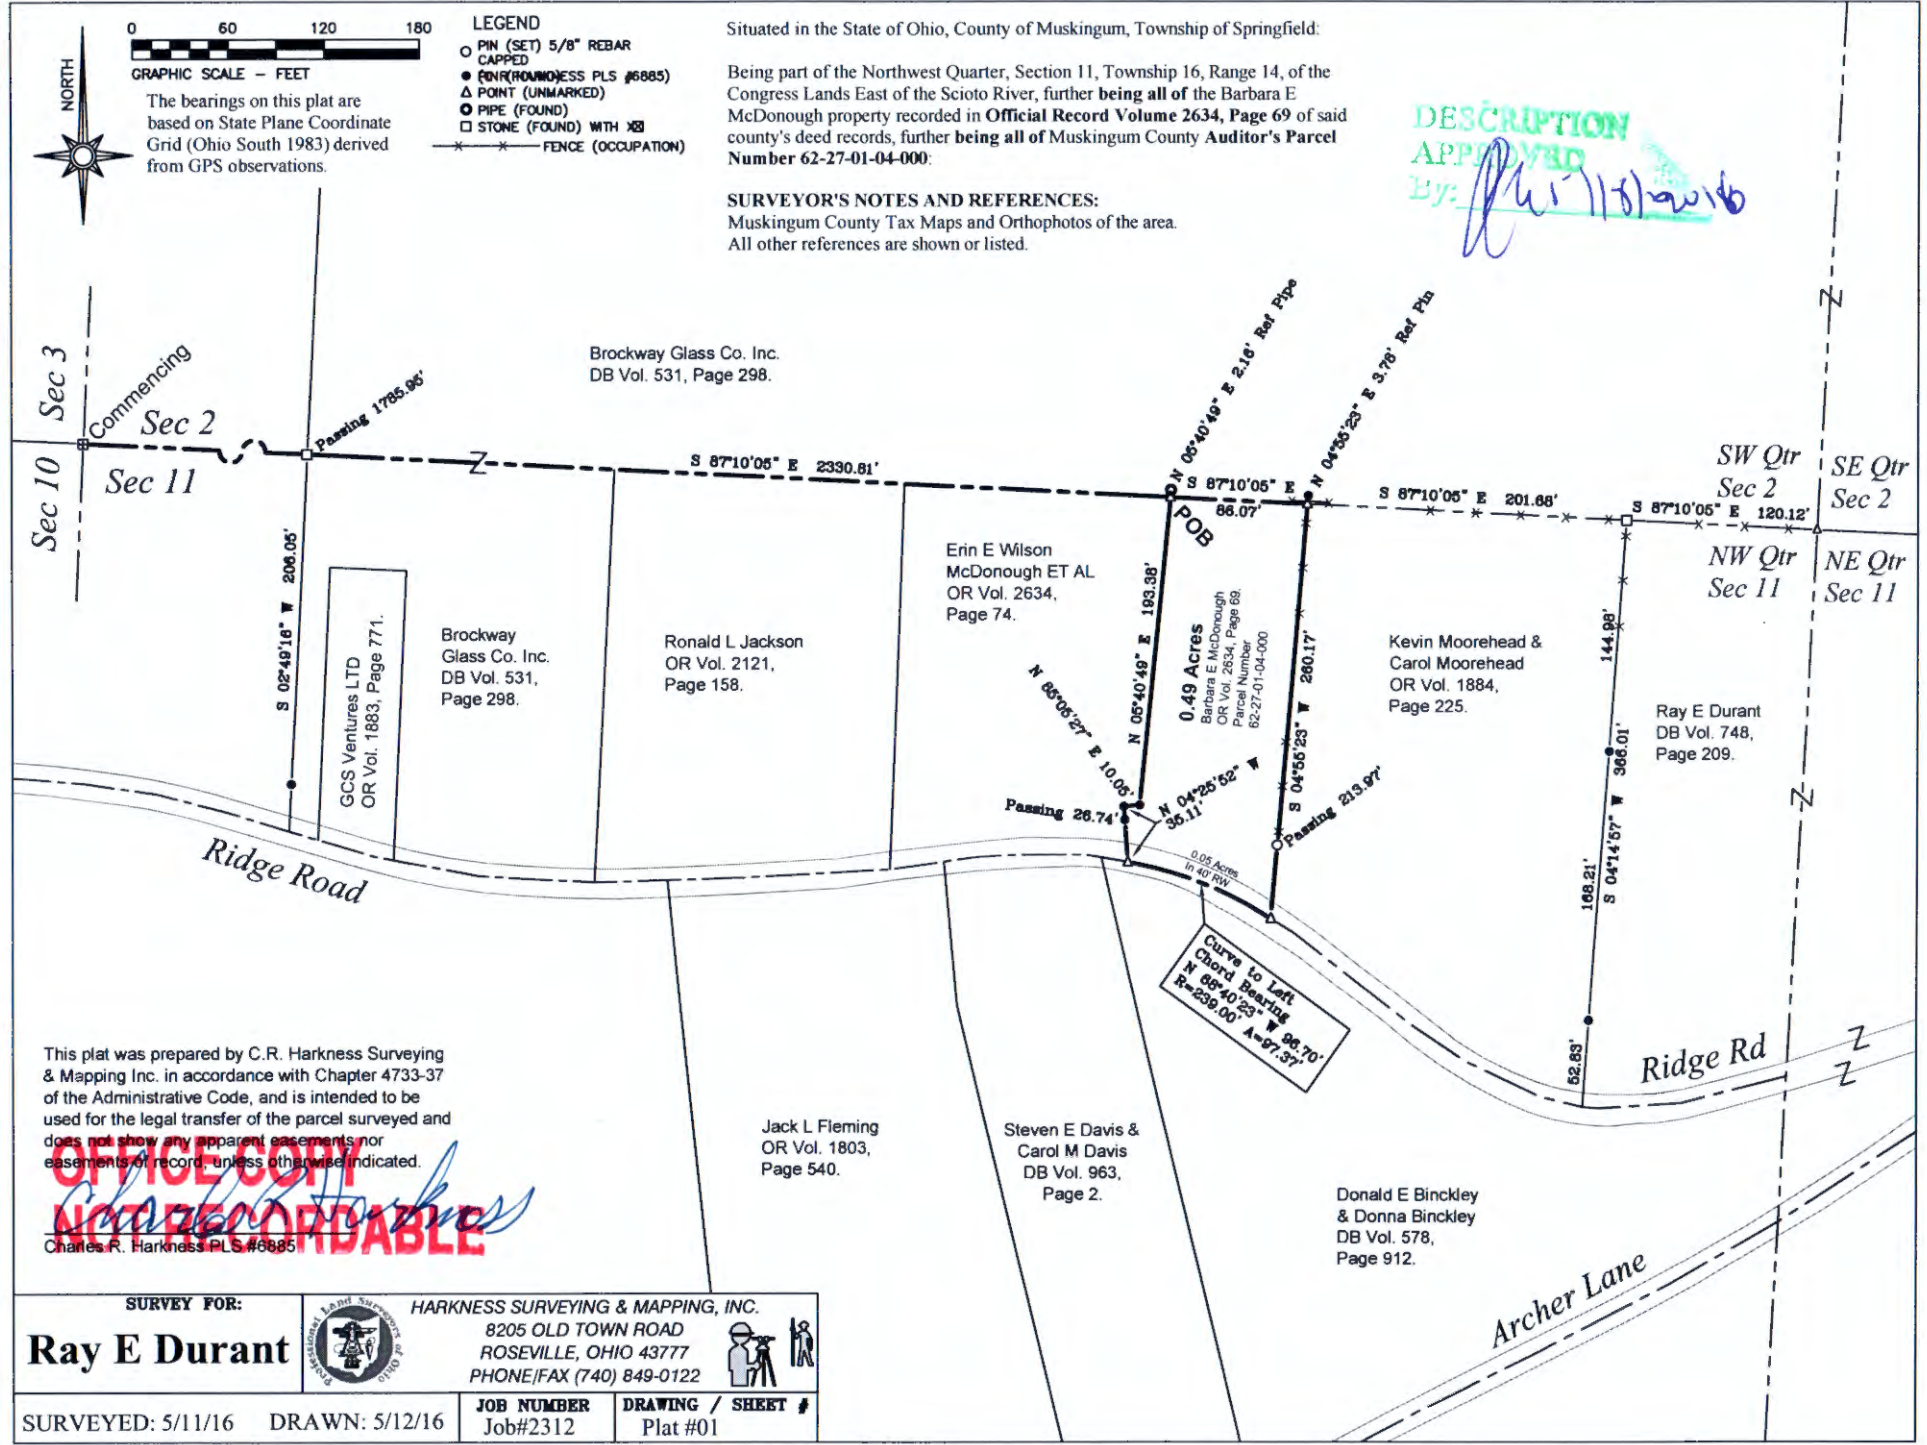 0 60 120 180
GRAPHIC SCALE – FEET
NORTH
The bearings on this plat are
based on State Plane Coordinate
Grid (Ohio South 1983) derived
from GPS observations.
LEGEND
PIN (SET) 5/8" REBAR
CAPPED
(HARKNESS PLS #6885)
POINT (UNMARKED)
PIPE (FOUND)
STONE (FOUND) WITH
FENCE (OCCUPATION)
Situated in the State of Ohio, County of Muskingum, Township of Springfield:
Being part of the Northwest Quarter, Section 11, Township 16, Range 14, of the
Congress Lands East of the Scioto River, further being all of the Barbara E
McDonough property recorded in Official Record Volume 2634, Page 69 of said
county's deed records, further being all of Muskingum County Auditor's Parcel
Number 62-27-01-04-000:
SURVEYOR'S NOTES AND REFERENCES:
Muskingum County Tax Maps and Orthophotos of the area.
All other references are shown or listed.
DESCRIPTION
APPROVED
By:
Sec 3
Sec 10
Commencing
Sec 2
Sec 11
Passing 1785.95'
Brockway Glass Co. Inc.
DB Vol. 531, Page 298.
S 87°10'05" E 2330.81'
N 05°40'49" E 2.16' Ref Pipe
N 04°55'23" E 3.76' Ref Pin
S 87°10'05" E
86.07'
POB
S 87°10'05" E 201.68'
S 87°10'05" E 120.12'
SW Qtr
Sec 2
SE Qtr
Sec 2
NW Qtr
Sec 11
NE Qtr
Sec 11
S 02°49'16" W 206.05'
GCS Ventures LTD
OR Vol. 1883, Page 771.
Brockway
Glass Co. Inc.
DB Vol. 531,
Page 298.
Ronald L Jackson
OR Vol. 2121,
Page 158.
Erin E Wilson
McDonough ET AL
OR Vol. 2634,
Page 74.
N 05°40'49" E 193.38'
0.49 Acres
Barbara E McDonough
OR Vol. 2634, Page 69.
Parcel Number
62-27-01-04-000
S 04°55'23" W 260.17'
Kevin Moorehead &
Carol Moorehead
OR Vol. 1884,
Page 225.
144.98'
S 04°14'57" W 366.01'
168.21'
52.83'
Ray E Durant
DB Vol. 748,
Page 209.
N 85°05'27" E 10.05'
Passing 26.74'
N 04°25'52" W
35.11'
Passing 213.97'
0.05 Acres
In 40' RW
Ridge Road
Curve to Left
Chord Bearing
N 68°40'23" W 96.70'
R=239.00' A=97.37'
Ridge Rd
Jack L Fleming
OR Vol. 1803,
Page 540.
Steven E Davis &
Carol M Davis
DB Vol. 963,
Page 2.
Donald E Binckley
& Donna Binckley
DB Vol. 578,
Page 912.
Archer Lane
This plat was prepared by C.R. Harkness Surveying
& Mapping Inc. in accordance with Chapter 4733-37
of the Administrative Code, and is intended to be
used for the legal transfer of the parcel surveyed and
does not show any apparent easements nor
easements of record, unless otherwise indicated.
OFFICE COPY
NOT RECORDABLE
Charles R Harkness
Charles R. Harkness PLS #6885
SURVEY FOR:
Ray E Durant
Professional Land Surveyors of Ohio
HARKNESS SURVEYING & MAPPING, INC.
8205 OLD TOWN ROAD
ROSEVILLE, OHIO 43777
PHONE/FAX (740) 849-0122
SURVEYED: 5/11/16 DRAWN: 5/12/16
JOB NUMBER
Job#2312
DRAWING / SHEET #
Plat #01